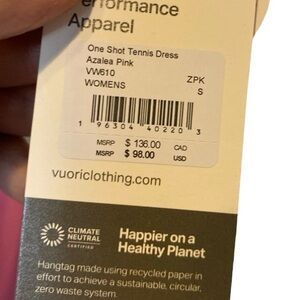 Performance
Apparel
One Shot Tennis Dress
Azalea Pink
VW610 ZPK
WOMENS S
1 96304 40220 3
MSRP $ 136.00 CAD
MSRP $ 98.00 USD
vuoriclothing.com
CLIMATE
NEUTRAL
CERTIFIED
Happier on a
Healthy Planet
Hangtag made using recycled paper in
effort to achieve a sustainable, circular,
zero waste system.